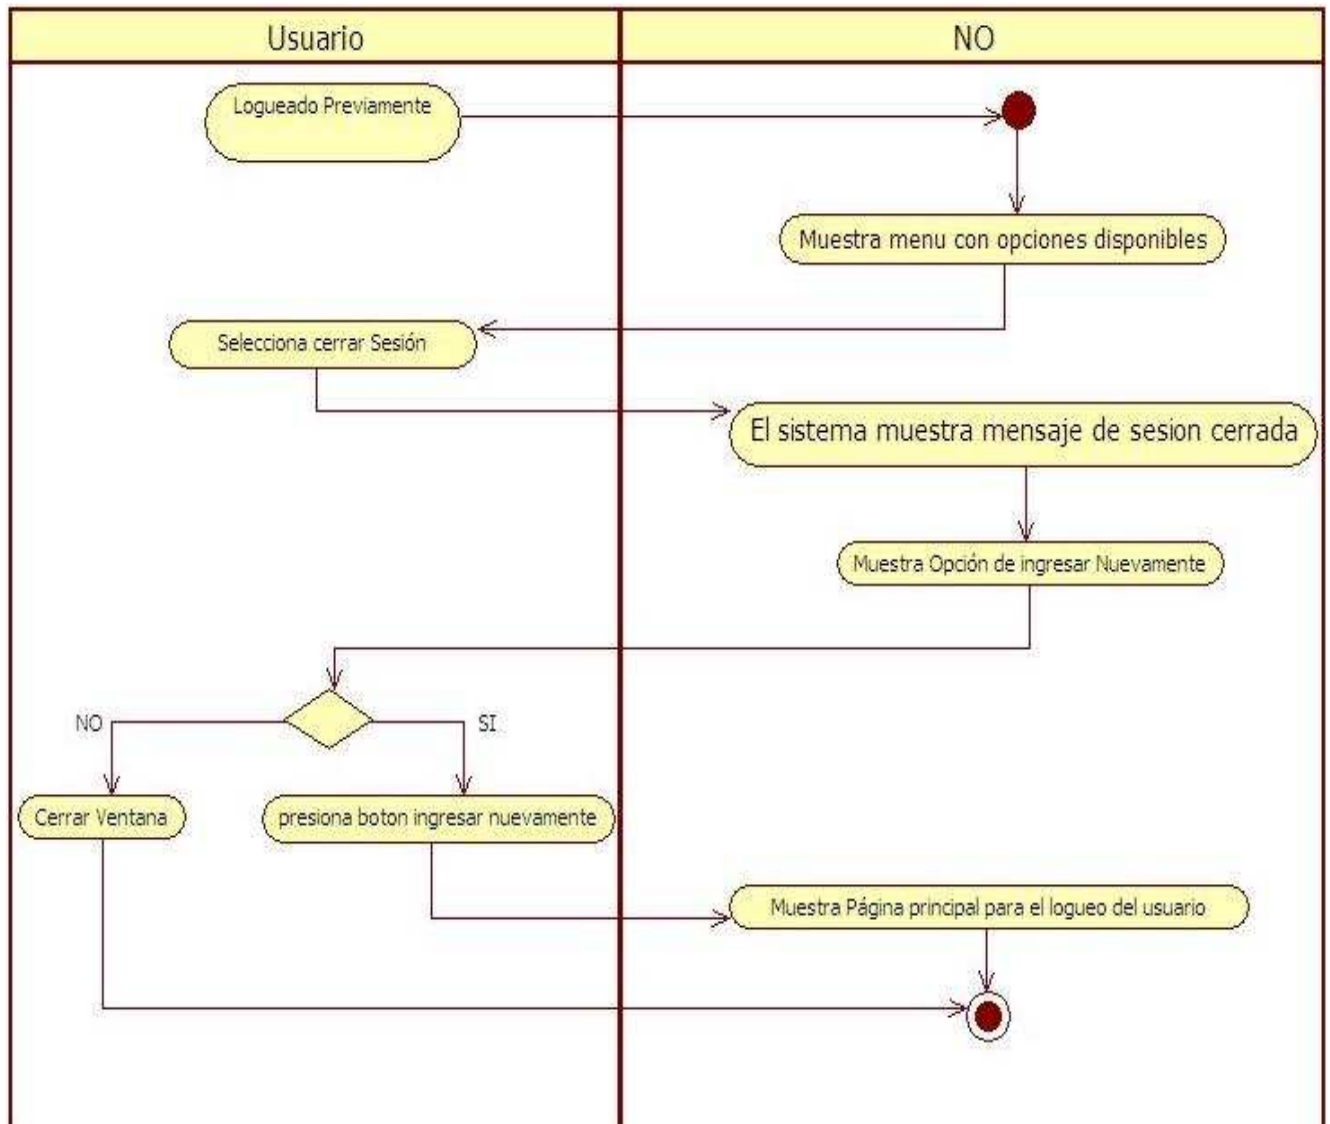 Usuario
NO
Logueado Previamente
Muestra menu con opciones disponibles
Selecciona cerrar Sesión
El sistema muestra mensaje de sesion cerrada
Muestra Opción de ingresar Nuevamente
NO
SI
Cerrar Ventana
presiona boton ingresar nuevamente
Muestra Página principal para el logueo del usuario